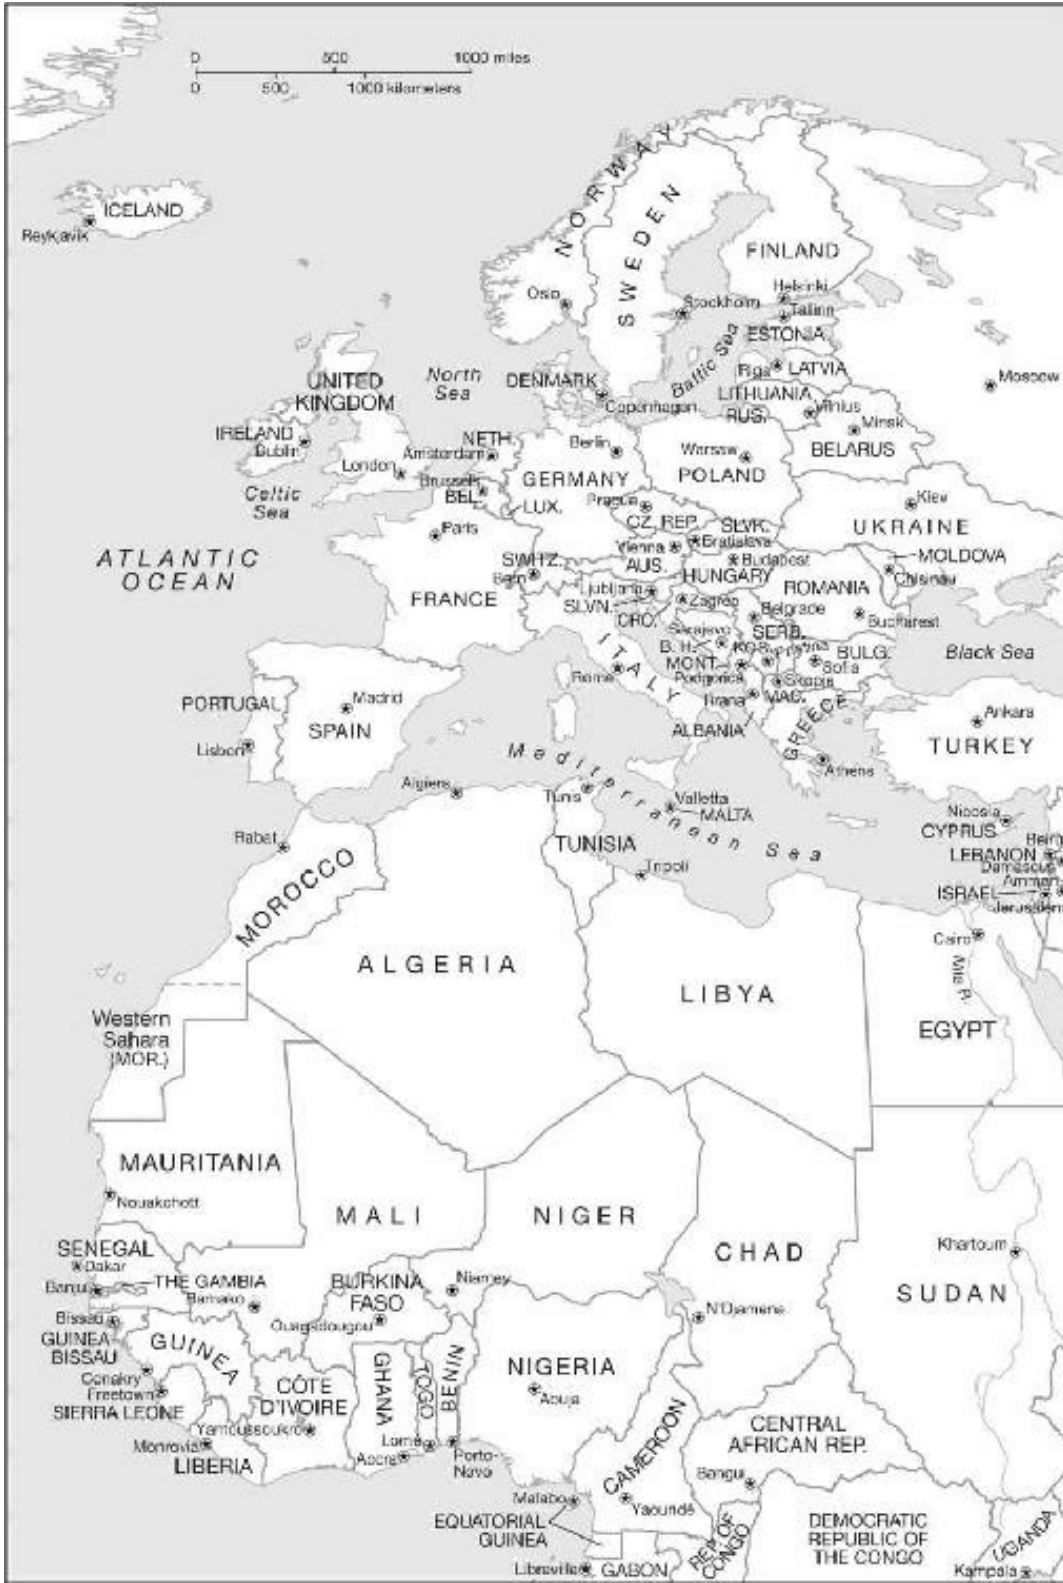 0 500 1000 miles
0 500 1000 kilometers
ICELAND
Reykjavik
NORWAY
SWEDEN
FINLAND
Helsinki
Oslo
Stockholm
Tallinn
ESTONIA
Baltic Sea
Riga
LATVIA
Moscow
North
Sea
DENMARK
Copenhagen
LITHUANIA
Vilnius
RUS.
Minsk
BELARUS
UNITED
KINGDOM
IRELAND
Dublin
London
NETH.
Amsterdam
Brussels
BEL.
LUX.
Berlin
GERMANY
Warsaw
POLAND
Celtic
Sea
Prague
CZ. REP.
SLVK.
Kiev
UKRAINE
Paris
ATLANTIC
OCEAN
Vienna
Bratislava
AUS.
Budapest
HUNGARY
MOLDOVA
Chisinau
SWITZ.
Bern
FRANCE
Ljubljana
SLVN.
Zagreb
CRO.
ROMANIA
Belgrade
Bucharest
SERB.
Sarajevo
B. H.
KOS.
MONT.
Podgorica
BULG.
Sofia
Black Sea
ITALY
Rome
Skopje
Tirana
MAC.
ALBANIA
GREECE
Athens
PORTUGAL
Lisbon
Madrid
SPAIN
Ankara
TURKEY
Mediterranean Sea
Algiers
Tunis
Valletta
MALTA
Nicosia
CYPRUS
LEBANON
Damascus
Amman
ISRAEL
Rabat
MOROCCO
TUNISIA
Tripoli
ALGERIA
LIBYA
Cairo
Nile R.
EGYPT
Western
Sahara
(MOR.)
MAURITANIA
Nouakchott
MALI
NIGER
CHAD
Khartoum
SUDAN
SENEGAL
Dakar
THE GAMBIA
Banjul
Bamako
BURKINA
FASO
Niamey
Ouagadougou
N'Djamena
Bissau
GUINEA-
BISSAU
GUINEA
Conakry
Freetown
SIERRA LEONE
CÔTE
D'IVOIRE
Yamoussoukro
GHANA
TOGO
BENIN
NIGERIA
Abuja
Monrovia
LIBERIA
Accra
Lomé
Porto-
Novo
CAMEROON
CENTRAL
AFRICAN REP.
Bangui
Malabo
Yaoundé
EQUATORIAL
GUINEA
Libreville
GABON
REP. OF
CONGO
DEMOCRATIC
REPUBLIC OF
THE CONGO
UGANDA
Kampala